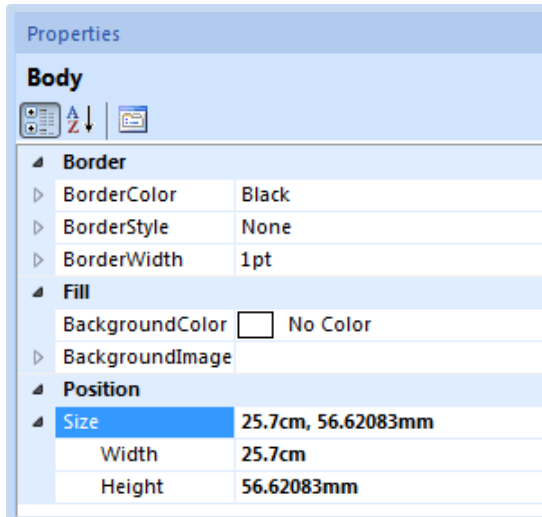 Properties
Body
Border
BorderColor Black
BorderStyle None
BorderWidth 1pt
Fill
BackgroundColor No Color
BackgroundImage
Position
Size 25.7cm, 56.62083mm
Width 25.7cm
Height 56.62083mm